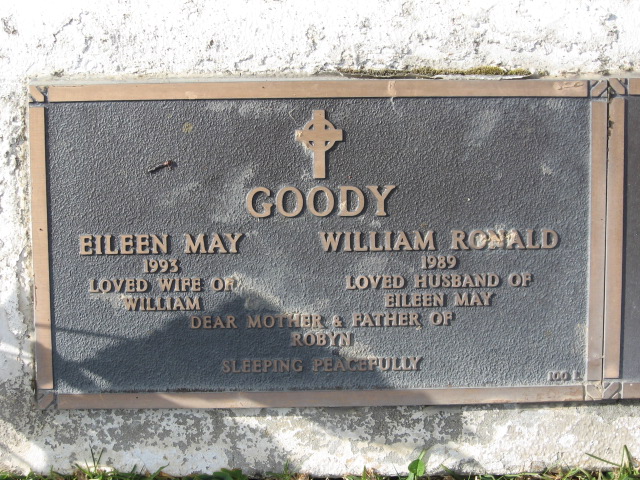 GOODY
EILEEN MAY
1993
LOVED WIFE OF
WILLIAM
WILLIAM RONALD
1989
LOVED HUSBAND OF
EILEEN MAY
DEAR MOTHER & FATHER OF
ROBYN
SLEEPING PEACEFULLY